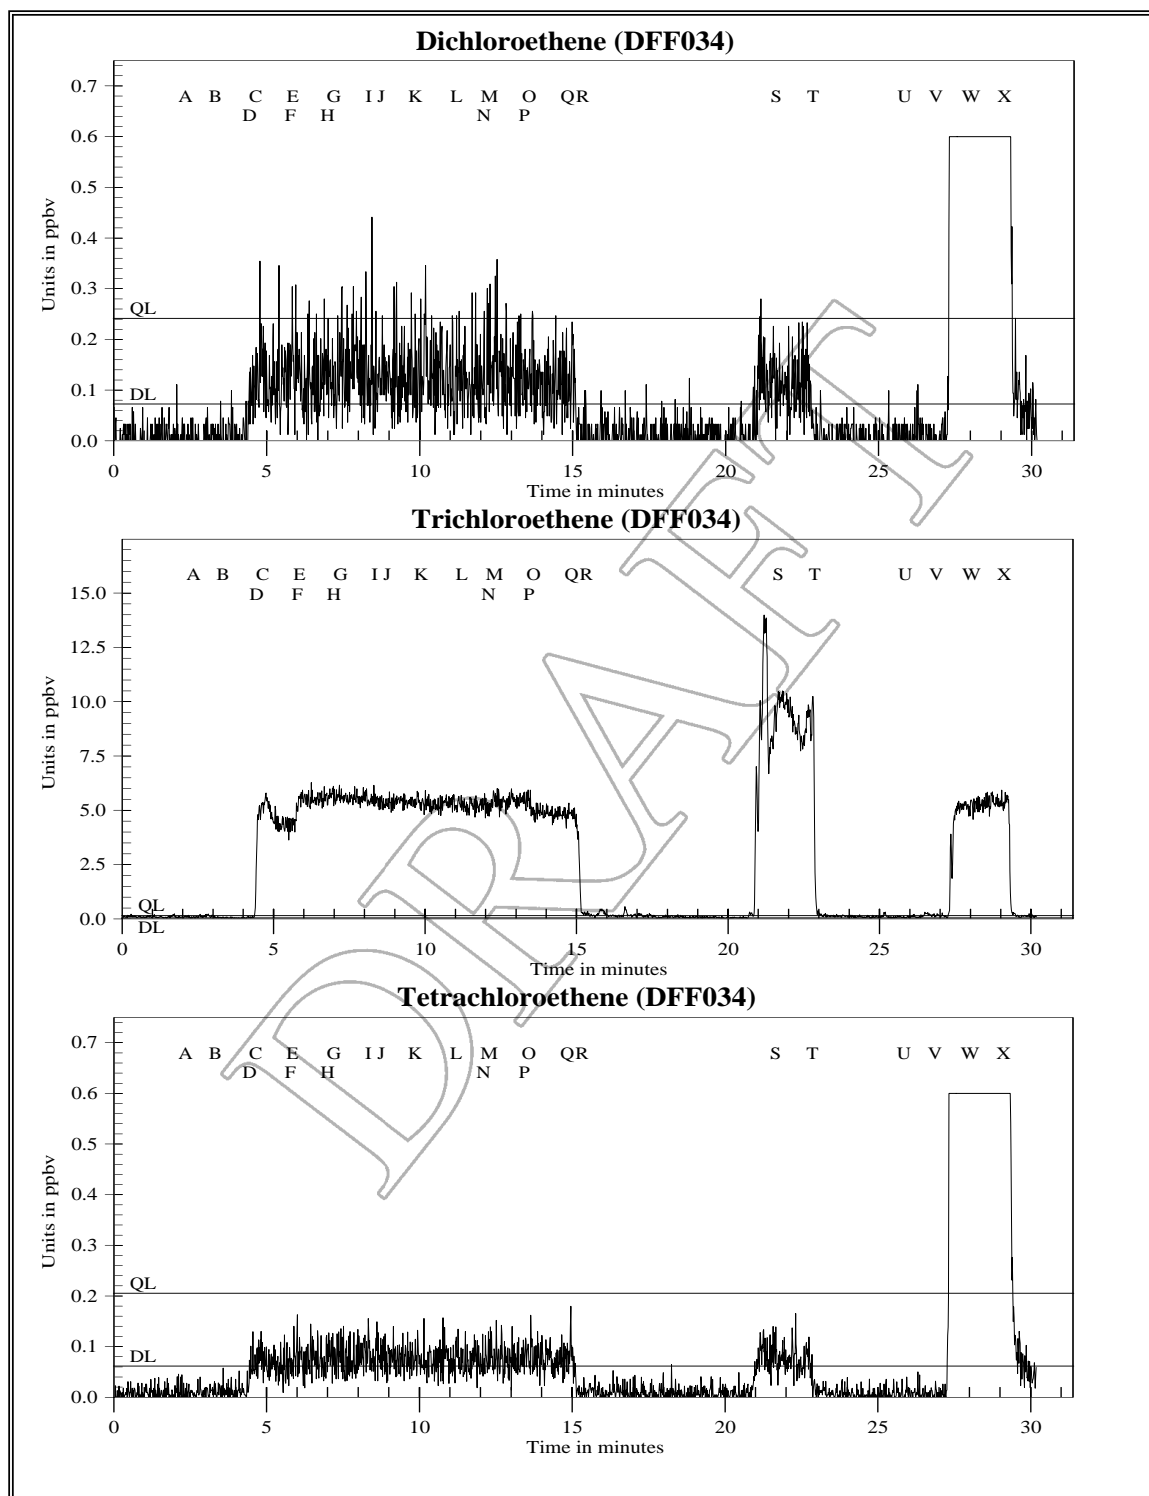 Dichloroethene (DFF034)
0.7
A B C E G I J K L M O QR S T U V W X
D F H N P
0.6
0.5
0.4
Units in ppbv
0.3
QL
0.2
DL
0.1
0.0
0 5 10 15 20 25 30
Time in minutes
Trichloroethene (DFF034)
A B C E G I J K L M O QR S T U V W X
D F H N P
15.0
12.5
10.0
Units in ppbv
7.5
5.0
2.5
QL
0.0
DL
0 5 10 15 20 25 30
Time in minutes
Tetrachloroethene (DFF034)
0.7
A B C E G I J K L M O QR S T U V W X
D F H N P
0.6
0.5
0.4
Units in ppbv
0.3
QL
0.2
DL
0.1
0.0
0 5 10 15 20 25 30
Time in minutes
DRAFT